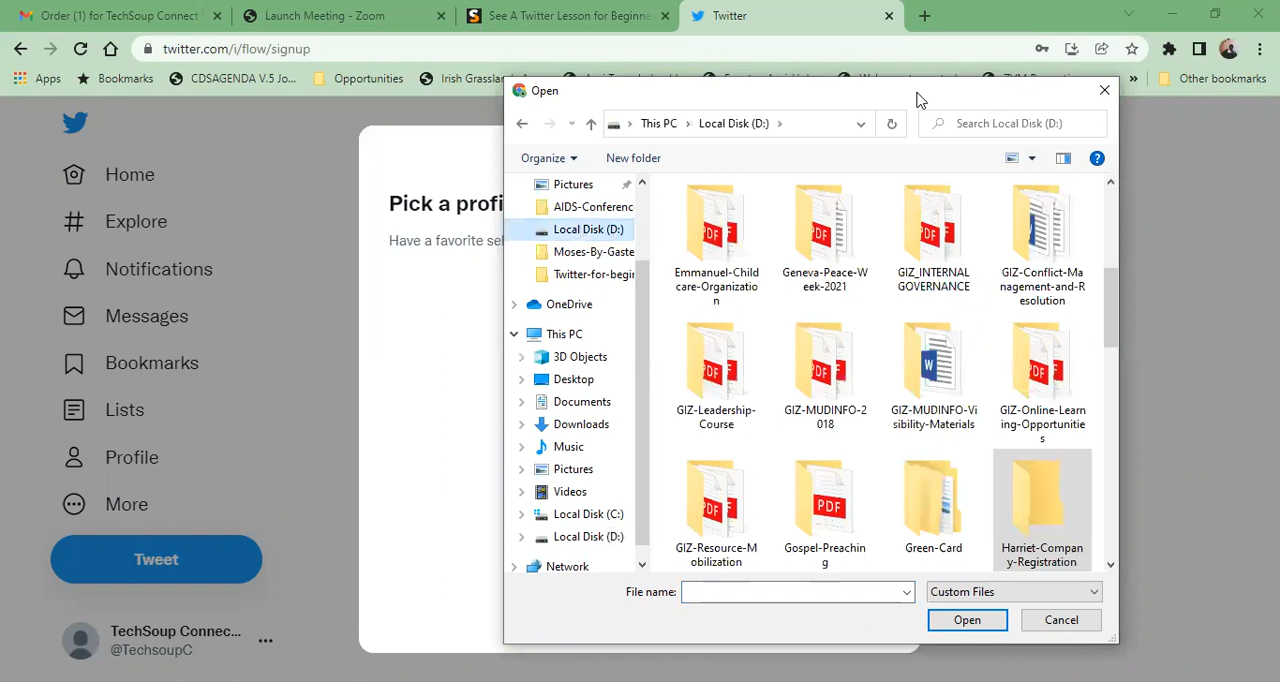 Order (1) for TechSoup Connect
Launch Meeting - Zoom
See A Twitter Lesson for Beginne
Twitter
twitter.com/i/flow/signup
Apps
Bookmarks
CDSAGENDA V.5 Jo...
Opportunities
Irish Grasslan
»
Other bookmarks
Home
Explore
Notifications
Messages
Bookmarks
Lists
Profile
More
Tweet
TechSoup Connec...
@TechsoupC
Pick a profi
Have a favorite sel
Open
This PC
Local Disk (D:)
Search Local Disk (D:)
Organize
New folder
Pictures
AIDS-Conferenc
Local Disk (D:)
Moses-By-Gaste
Twitter-for-begin
OneDrive
This PC
3D Objects
Desktop
Documents
Downloads
Music
Pictures
Videos
Local Disk (C:)
Local Disk (D:)
Network
Emmanuel-Child
care-Organizatio
n
Geneva-Peace-W
eek-2021
GIZ_INTERNAL
GOVERNANCE
GIZ-Conflict-Ma
nagement-and-R
esolution
GIZ-Leadership-
Course
GIZ-MUDINFO-2
018
GIZ-MUDINFO-Vi
sibility-Materials
GIZ-Online-Learn
ing-Opportunitie
s
GIZ-Resource-M
obilization
Gospel-Preachin
g
Green-Card
Harriet-Compan
y-Registration
File name:
Custom Files
Open
Cancel